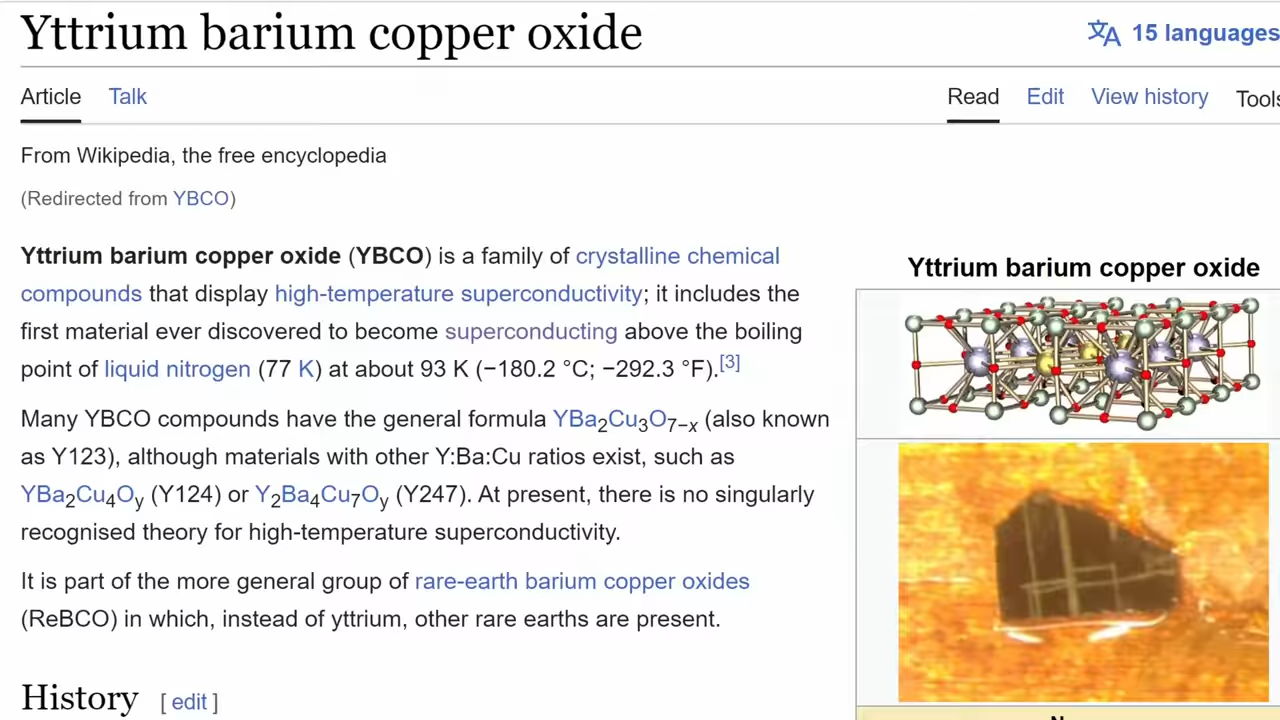 Yttrium barium copper oxide
15 languages
Article Talk
Read Edit View history Tools
From Wikipedia, the free encyclopedia
(Redirected from YBCO)
Yttrium barium copper oxide (YBCO) is a family of crystalline chemical
compounds that display high-temperature superconductivity; it includes the
first material ever discovered to become superconducting above the boiling
point of liquid nitrogen (77 K) at about 93 K (−180.2 °C; −292.3 °F).[3]
Many YBCO compounds have the general formula YBa₂Cu₃O₇₋ₓ (also known
as Y123), although materials with other Y:Ba:Cu ratios exist, such as
YBa₂Cu₄Oy (Y124) or Y₂Ba₄Cu₇Oy (Y247). At present, there is no singularly
recognised theory for high-temperature superconductivity.
It is part of the more general group of rare-earth barium copper oxides
(ReBCO) in which, instead of yttrium, other rare earths are present.
History [ edit ]
Yttrium barium copper oxide